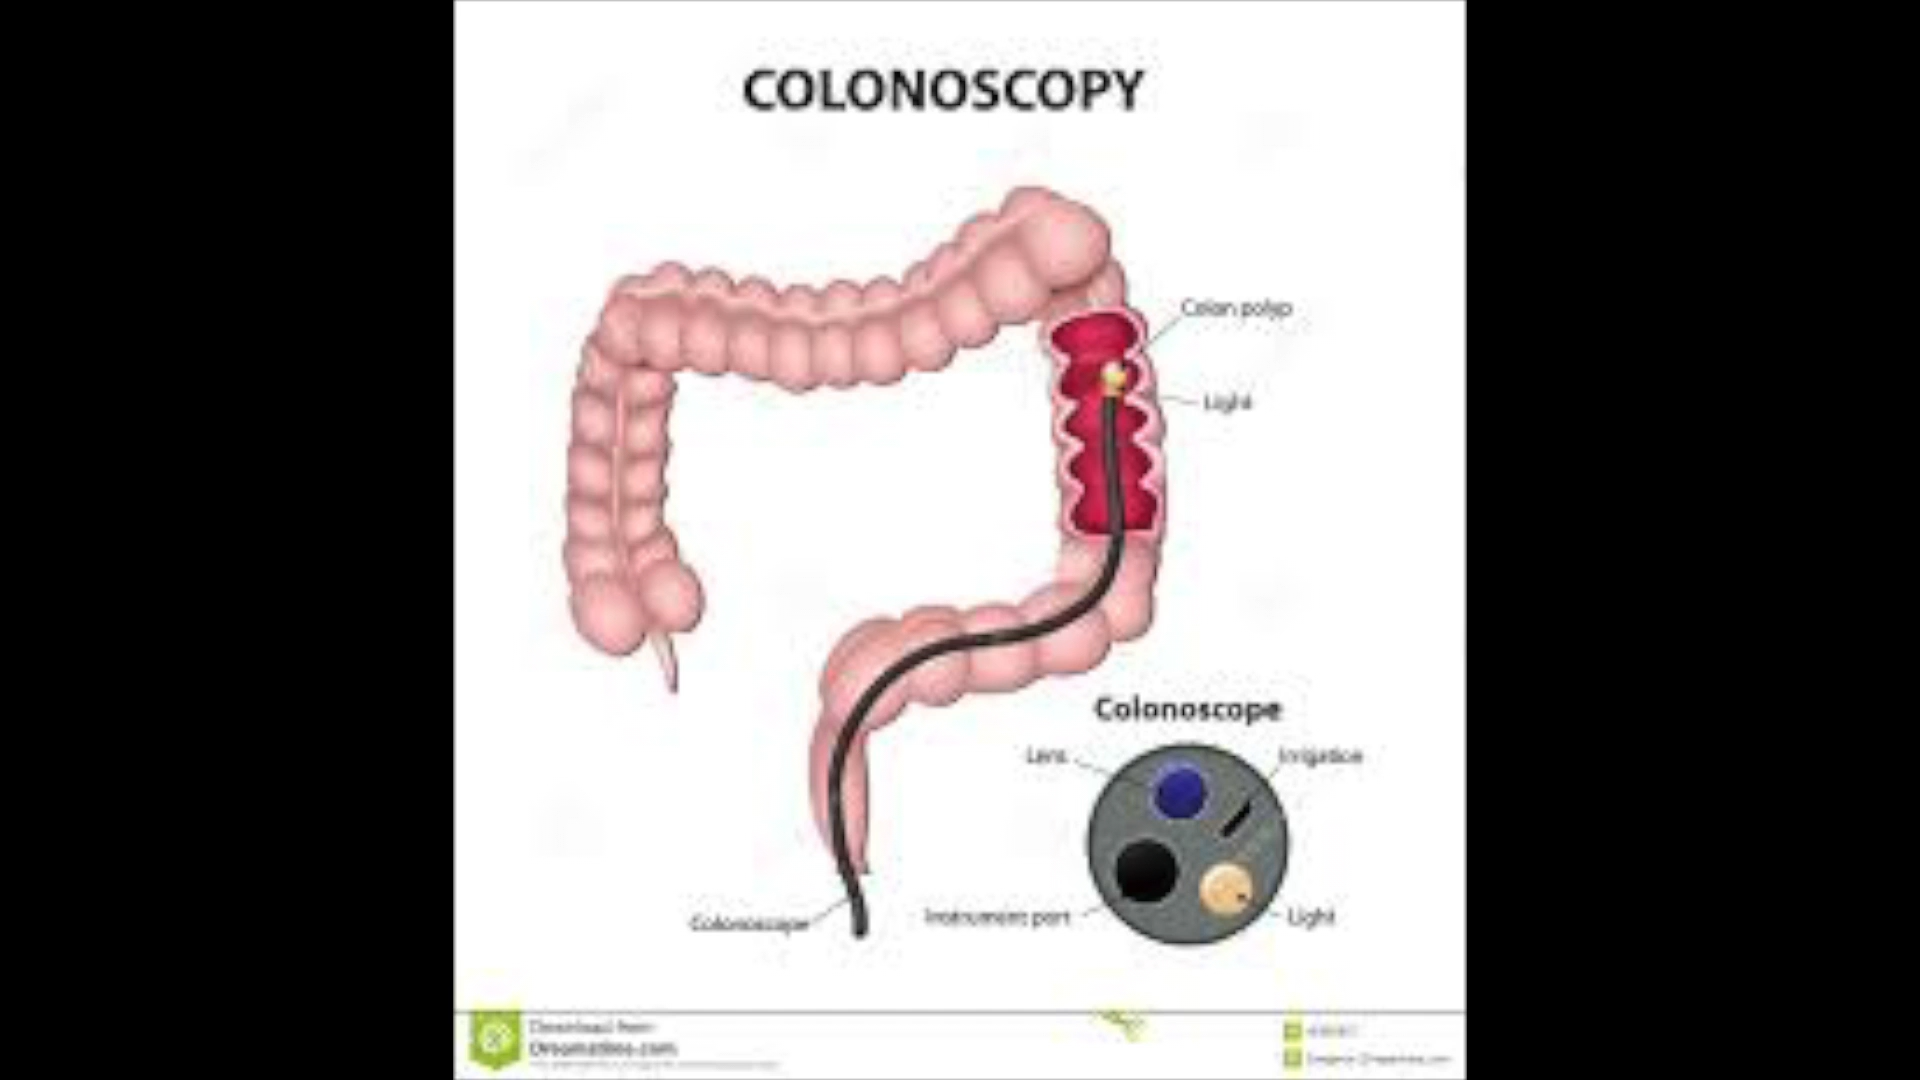 COLONOSCOPY
Colon polyp
Light
Colonoscope
Lens
Irrigation
Instrument port
Light
Colonoscope
Download from
Dreamstime.com